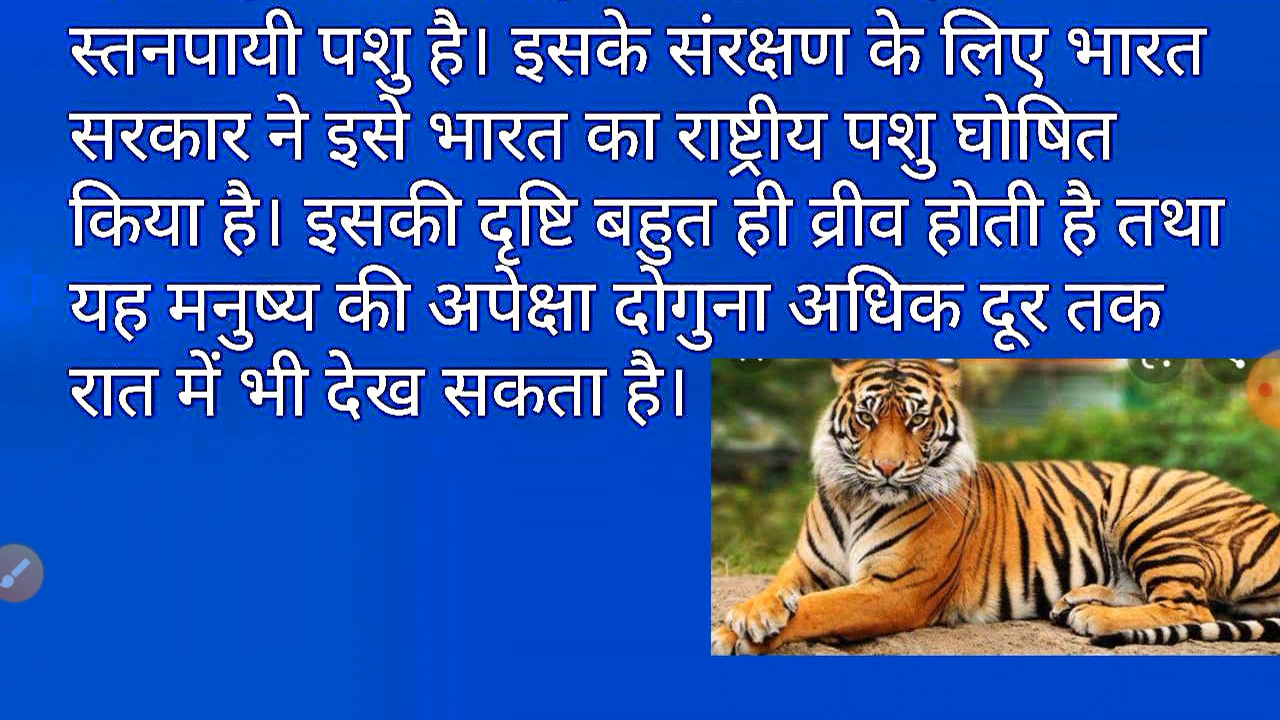 स्तनपायी पशु है। इसके संरक्षण के लिए भारत
सरकार ने इसे भारत का राष्ट्रीय पशु घोषित
किया है। इसकी दृष्टि बहुत ही व्रीव होती है तथा
यह मनुष्य की अपेक्षा दोगुना अधिक दूर तक
रात में भी देख सकता है।